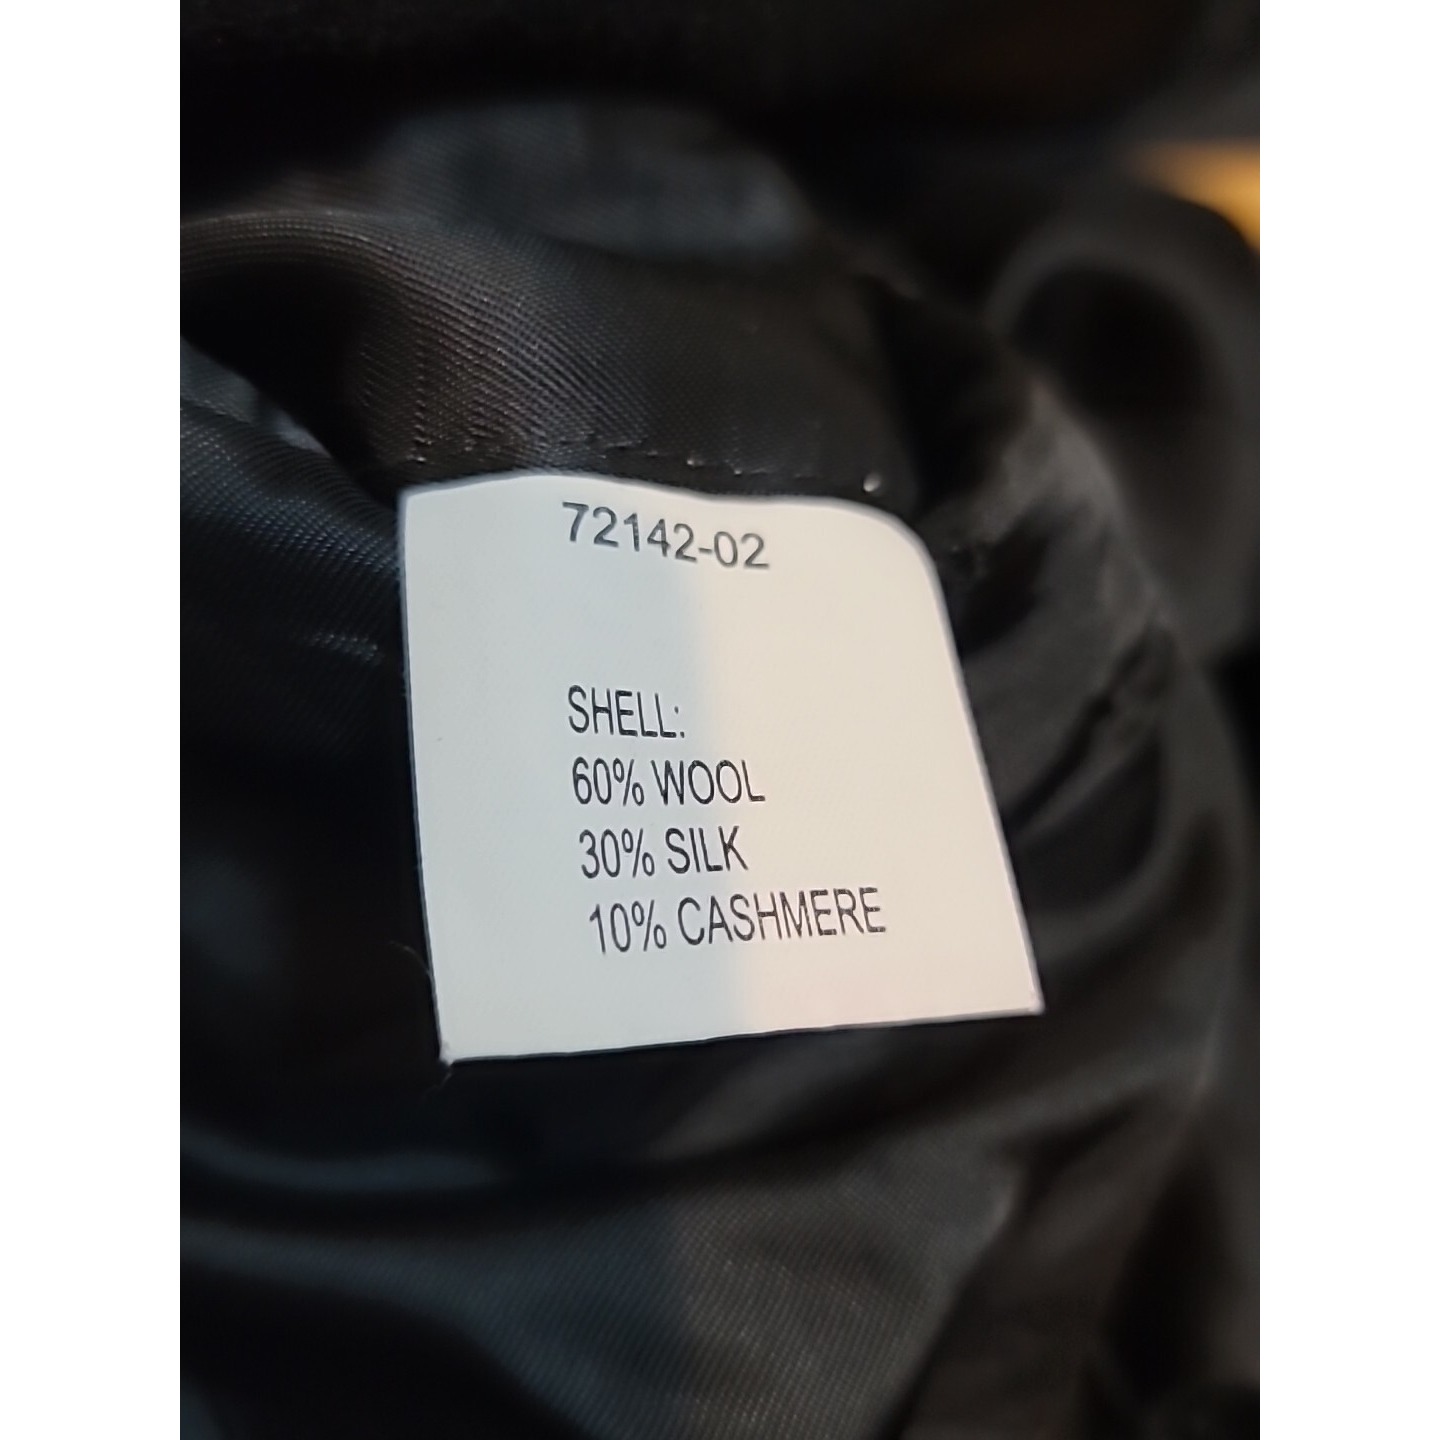 72142-02
SHELL:
60% WOOL
30% SILK
10% CASHMERE